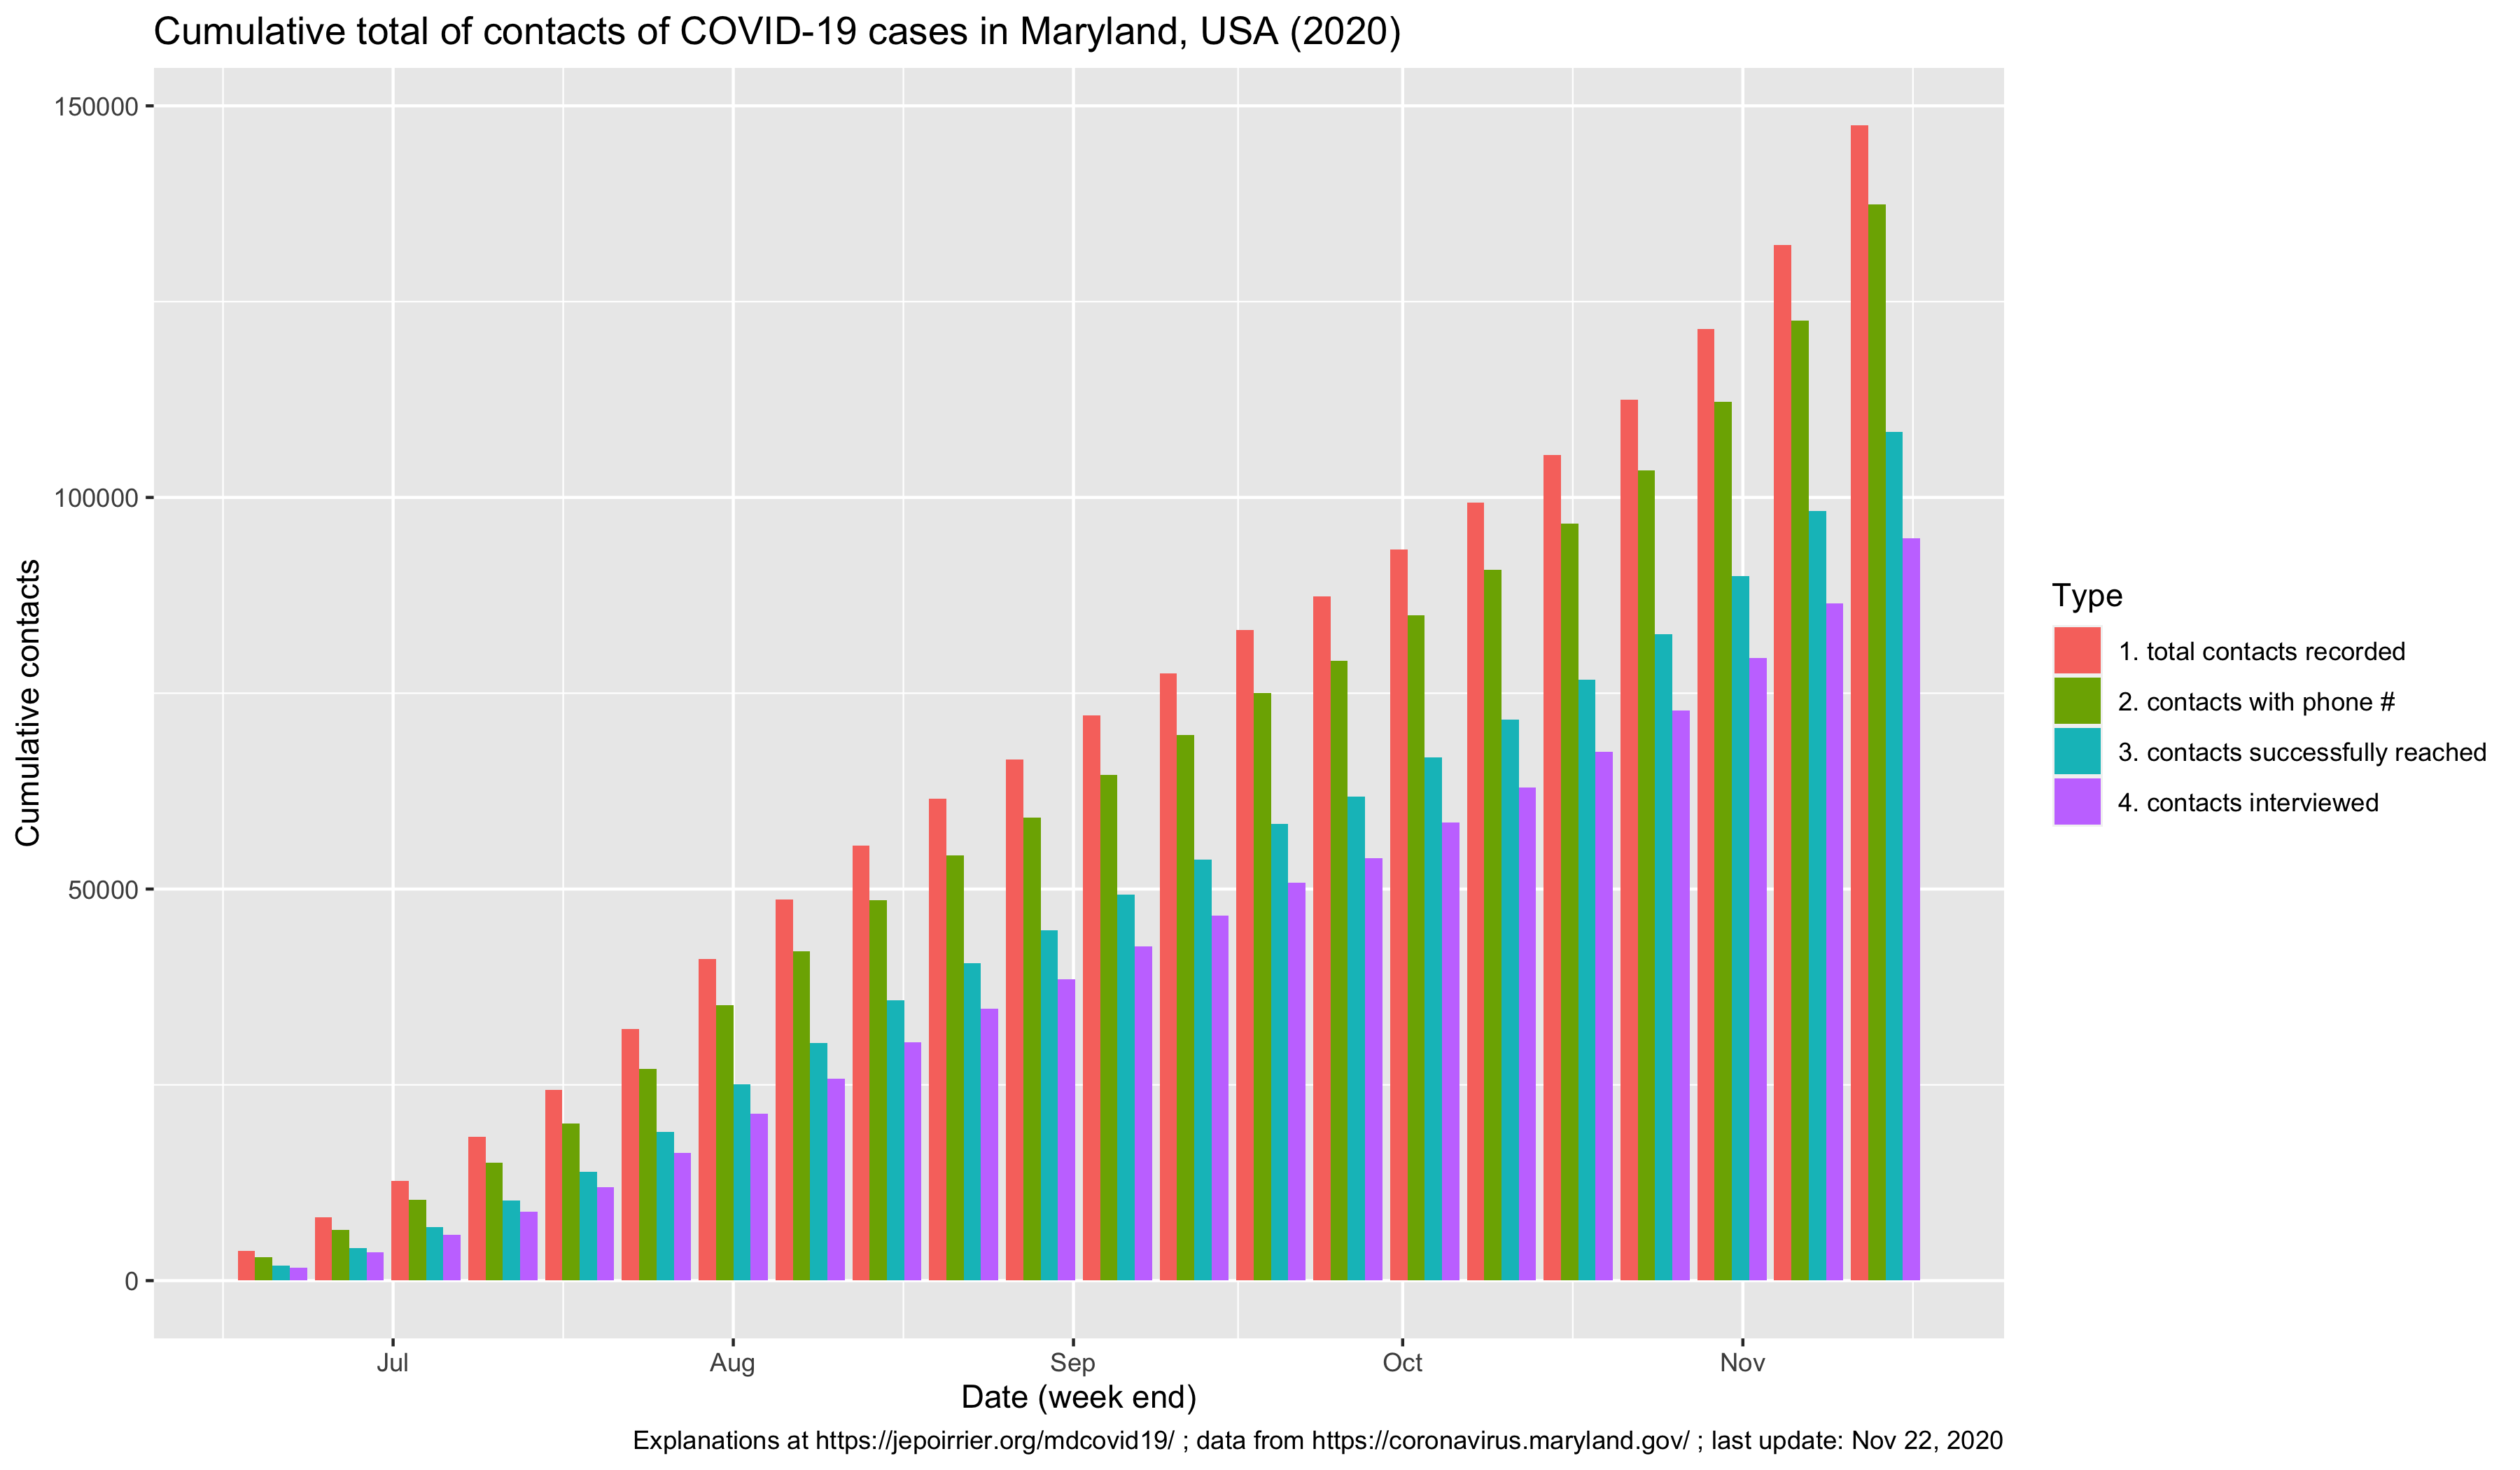 Cumulative total of contacts of COVID-19 cases in Maryland, USA (2020)
150000
100000
50000
0
Cumulative contacts
Jul
Aug
Sep
Oct
Nov
Date (week end)
Type
1. total contacts recorded
2. contacts with phone #
3. contacts successfully reached
4. contacts interviewed
Explanations at https://jepoirrier.org/mdcovid19/ ; data from https://coronavirus.maryland.gov/ ; last update: Nov 22, 2020